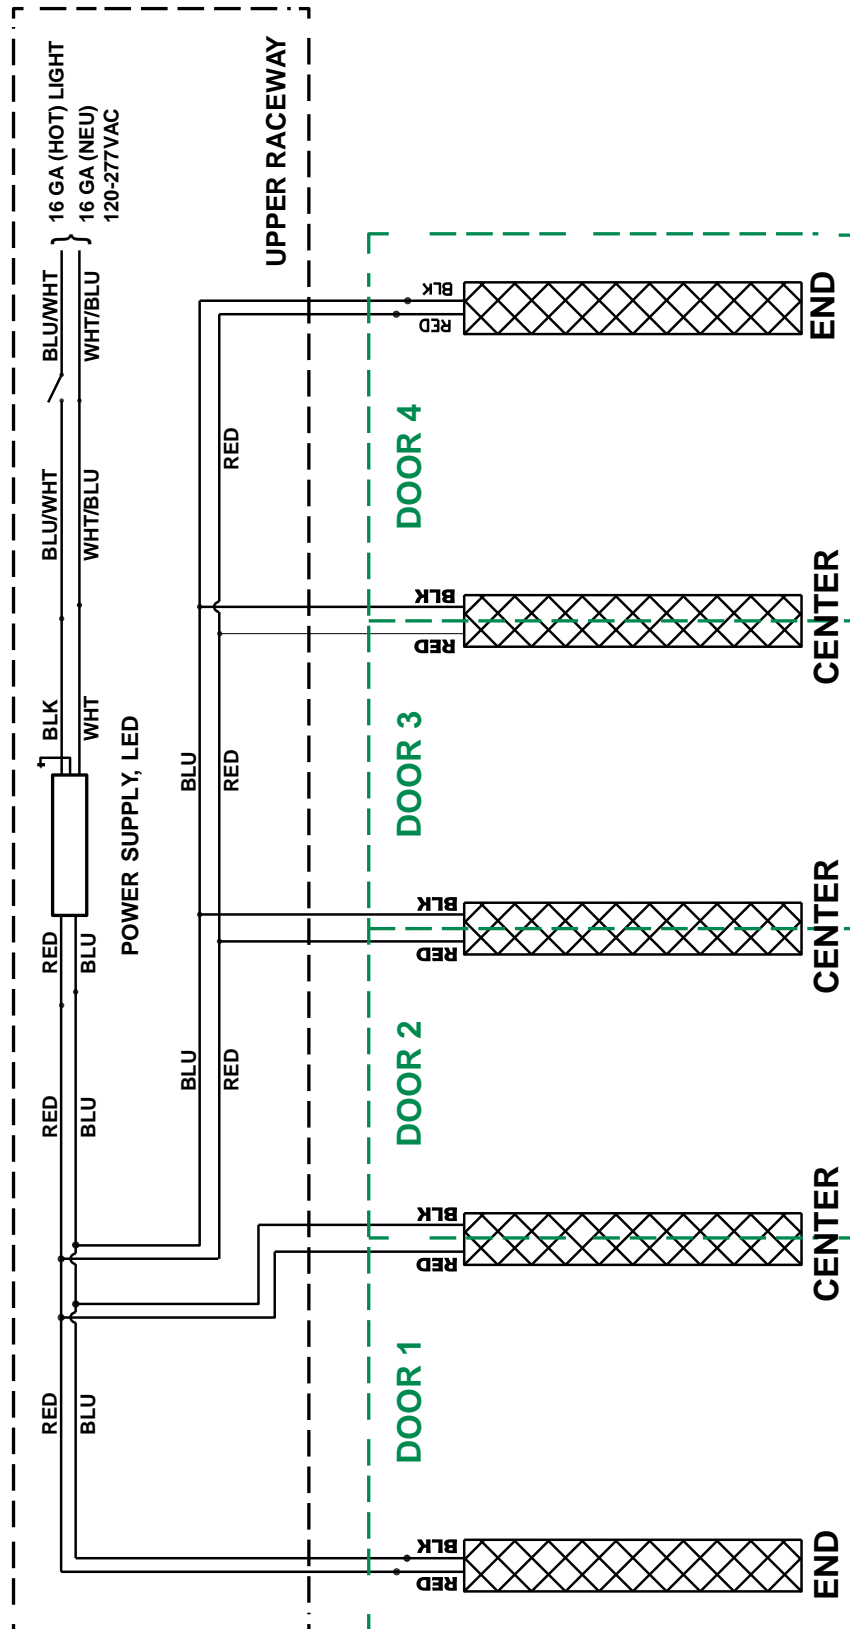 16 GA (HOT) LIGHT
16 GA (NEU)
120-277VAC
UPPER RACEWAY
BLU/WHT
WHT/BLU
BLU/WHT
WHT/BLU
BLK
WHT
POWER SUPPLY, LED
RED
BLU
RED
BLU
RED
BLU
RED
BLU
RED
BLU
RED
BLK
RED
END
DOOR 4
BLK
RED
CENTER
DOOR 3
BLK
RED
CENTER
DOOR 2
BLK
RED
CENTER
DOOR 1
BLK
RED
END